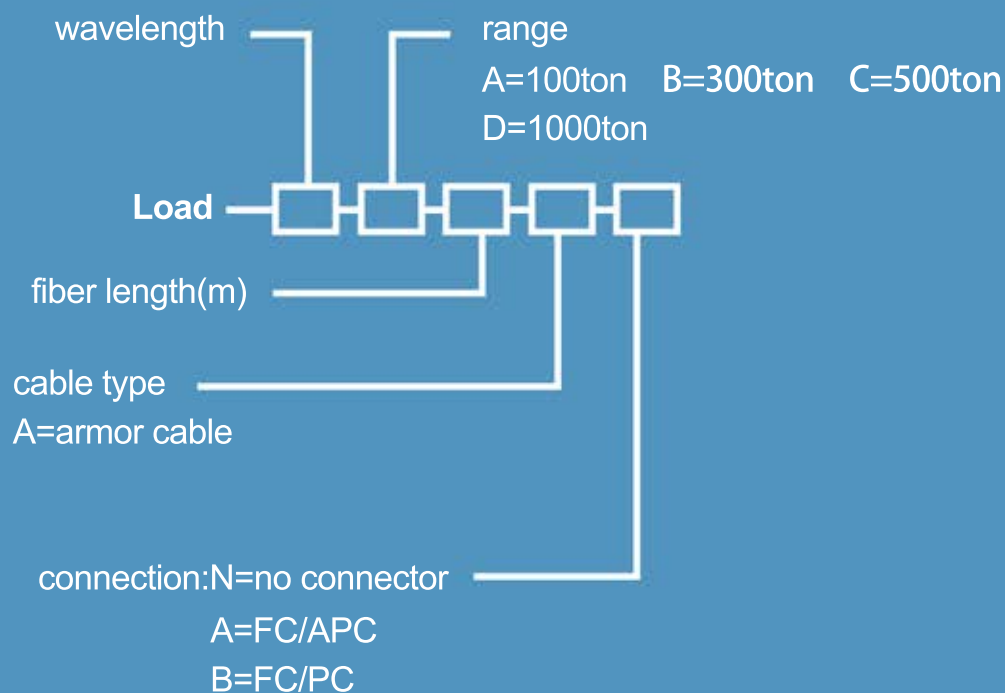 wavelength
range
A=100ton B=300ton C=500ton
D=1000ton
Load
fiber length(m)
cable type
A=armor cable
connection:N=no connector
A=FC/APC
B=FC/PC